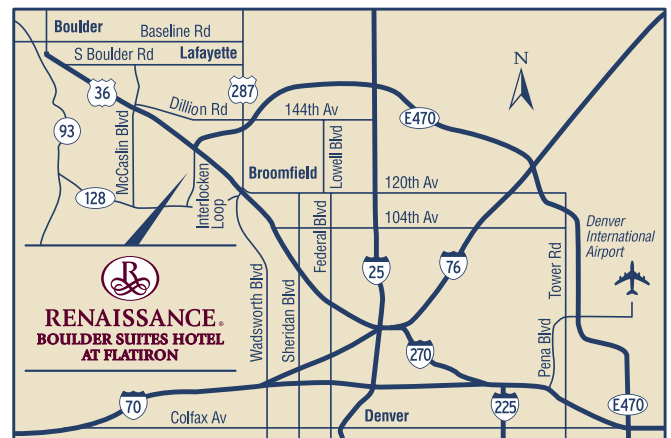 Boulder
Baseline Rd
S Boulder Rd
Lafayette
36
287
N
Dillion Rd
144th Av
E470
93
McCaslin Blvd
Lowell Blvd
Broomfield
128
Interlocken
Loop
120th Av
104th Av
Federal Blvd
Denver
International
Airport
R
RENAISSANCE®
BOULDER SUITES HOTEL
AT FLATIRON
Wadsworth Blvd
Sheridan Blvd
25
76
Tower Rd
Pena Blvd
270
70
225
E470
Colfax Av
Denver